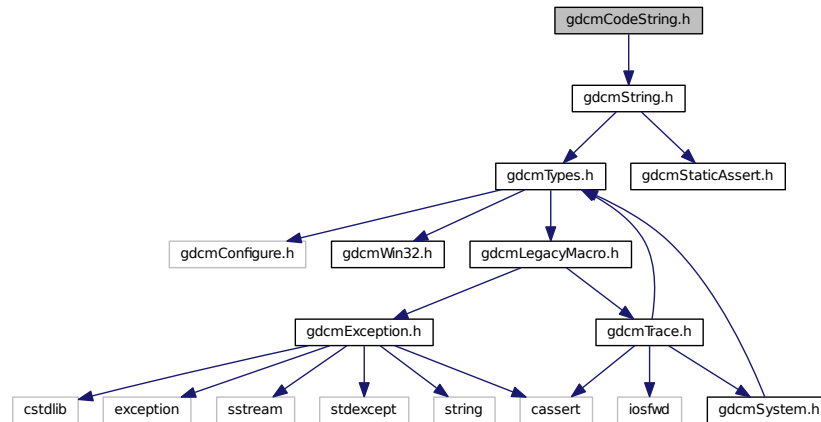 gdcmCodeString.h
gdcmString.h
gdcmTypes.h
gdcmStaticAssert.h
gdcmConfigure.h
gdcmWin32.h
gdcmLegacyMacro.h
gdcmException.h
gdcmTrace.h
cstdlib
exception
sstream
stdexcept
string
cassert
iosfwd
gdcmSystem.h